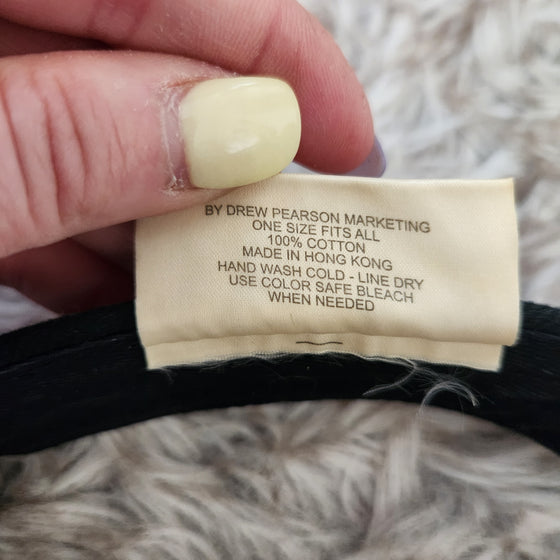 BY DREW PEARSON MARKETING
ONE SIZE FITS ALL
100% COTTON
MADE IN HONG KONG
HAND WASH COLD - LINE DRY
USE COLOR SAFE BLEACH
WHEN NEEDED